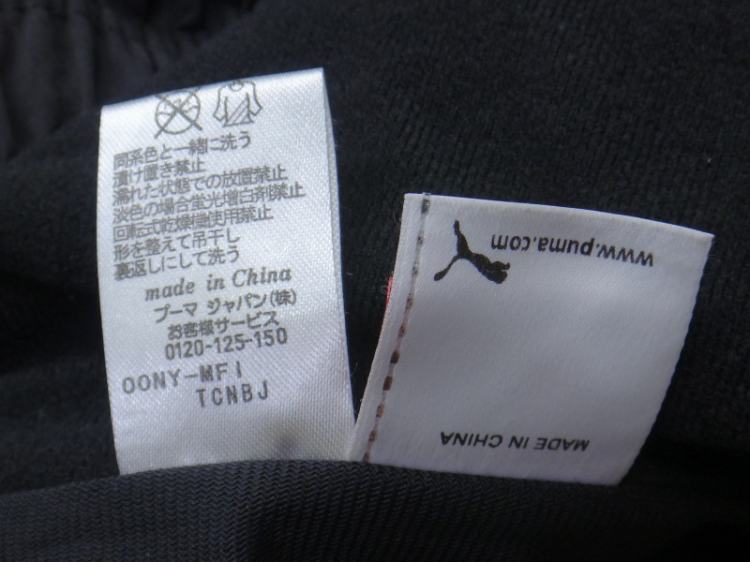 同系色と一緒に洗う
漬け置き禁止
濡れた状態での放置禁止
淡色の場合蛍光増白剤禁止
回転式乾燥機使用禁止
形を整えて吊干し
裏返しにして洗う
made in China
プーマ ジャパン(株)
お客様サービス
0120-125-150
OONY-MF1
TCNBJ
www.puma.com
MADE IN CHINA